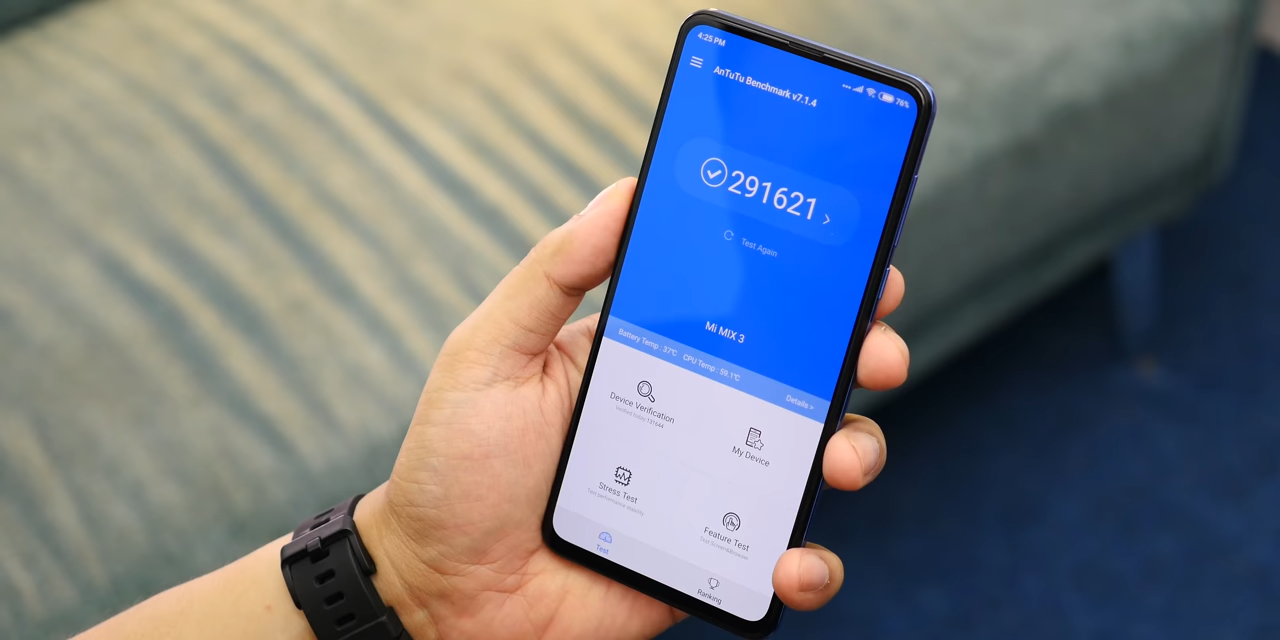 4:25 PM
76%
AnTuTu Benchmark v7.1.4
291621
Test Again
Mi MIX 3
Battery Temp : 37℃ CPU Temp : 59.1℃
Details >
Device Verification
My Device
Stress Test
Feature Test
Test
Ranking